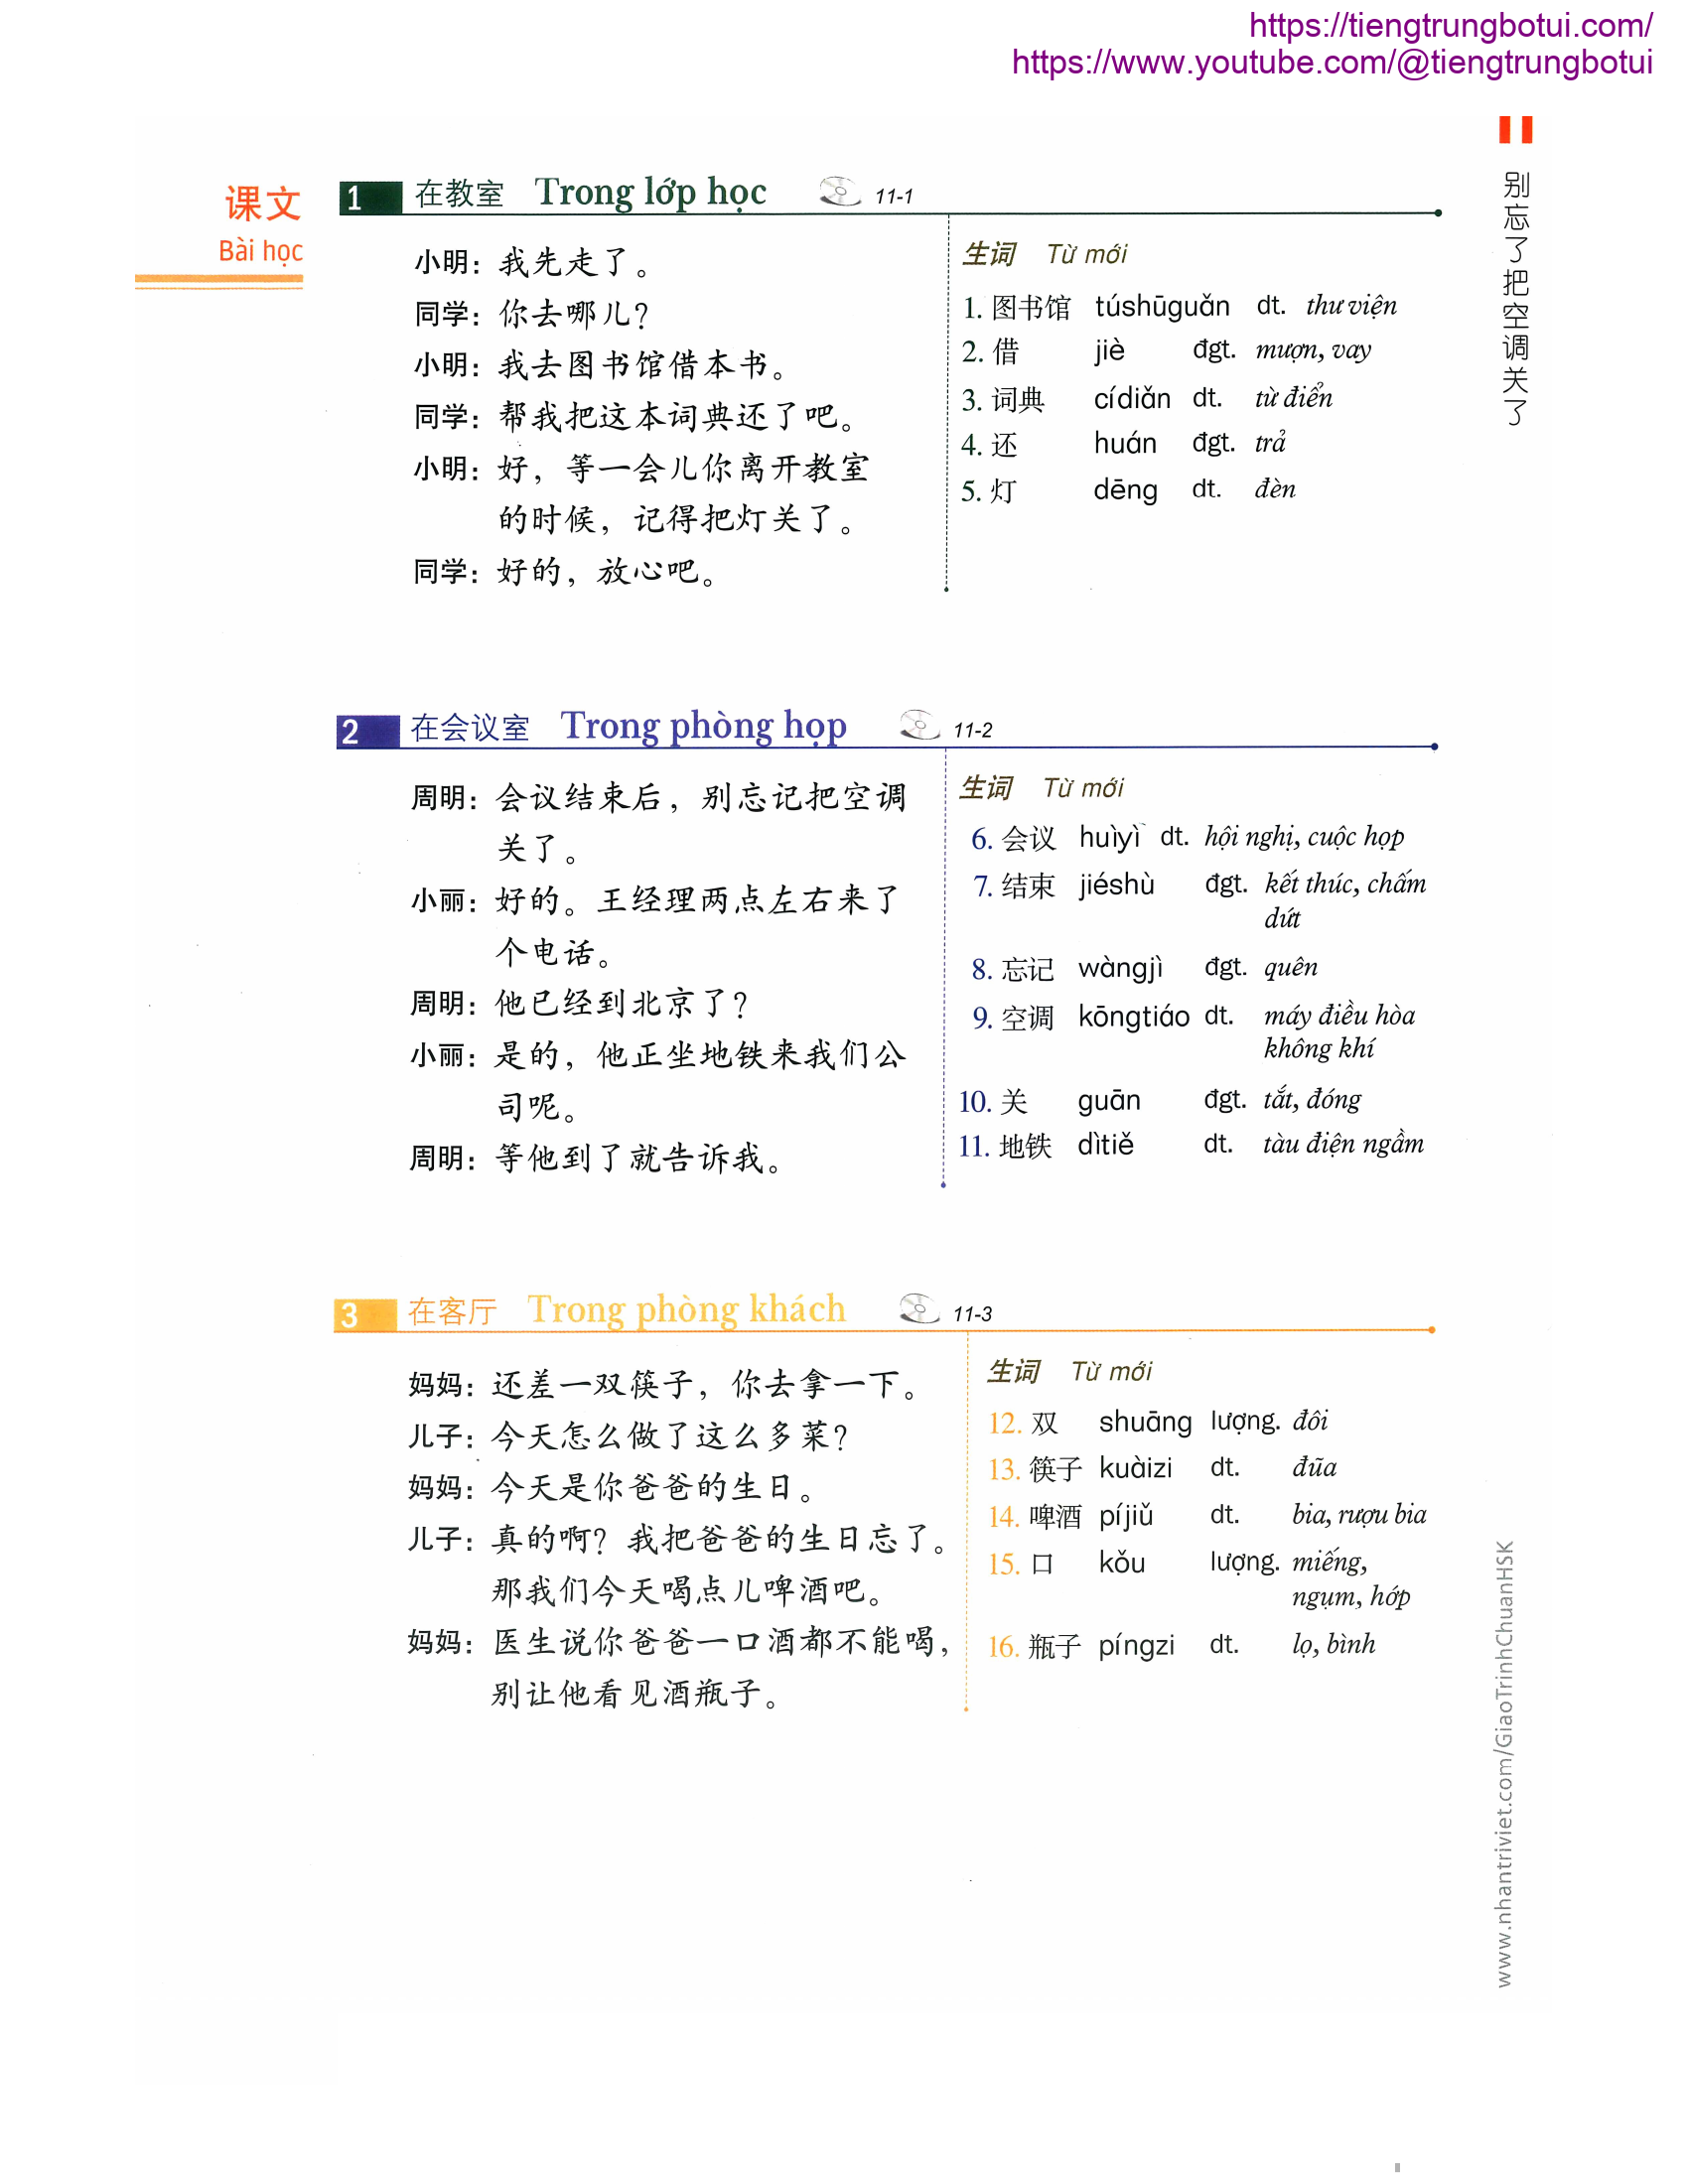 https://tiengtrungbotui.com/
https://www.youtube.com/@tiengtrungbotui
11
别忘了把空调关了
课文
Bài học
1 在教室 Trong lớp học 11-1
小明：我先走了。
同学：你去哪儿？
小明：我去图书馆借本书。
同学：帮我把这本词典还了吧。
小明：好，等一会儿你离开教室
的时候，记得把灯关了。
同学：好的，放心吧。
生词 Từ mới
1. 图书馆 túshūguǎn dt. thư viện
2. 借 jiè đgt. mượn, vay
3. 词典 cídiǎn dt. từ điển
4. 还 huán đgt. trả
5. 灯 dēng dt. đèn
2 在会议室 Trong phòng họp 11-2
周明：会议结束后，别忘记把空调
关了。
小丽：好的。王经理两点左右来了
个电话。
周明：他已经到北京了？
小丽：是的，他正坐地铁来我们公
司呢。
周明：等他到了就告诉我。
生词 Từ mới
6. 会议 huìyì dt. hội nghị, cuộc họp
7. 结束 jiéshù đgt. kết thúc, chấm
dứt
8. 忘记 wàngjì đgt. quên
9. 空调 kōngtiáo dt. máy điều hòa
không khí
10. 关 guān đgt. tắt, đóng
11. 地铁 dìtiě dt. tàu điện ngầm
3 在客厅 Trong phòng khách 11-3
妈妈：还差一双筷子，你去拿一下。
儿子：今天怎么做了这么多菜？
妈妈：今天是你爸爸的生日。
儿子：真的啊？我把爸爸的生日忘了。
那我们今天喝点儿啤酒吧。
妈妈：医生说你爸爸一口酒都不能喝，
别让他看见酒瓶子。
生词 Từ mới
12. 双 shuāng lượng. đôi
13. 筷子 kuàizi dt. đũa
14. 啤酒 píjiǔ dt. bia, rượu bia
15. 口 kǒu lượng. miếng,
ngụm, hớp
16. 瓶子 píngzi dt. lọ, bình
www.nhantriviet.com/GiaoTrinhChuanHSK